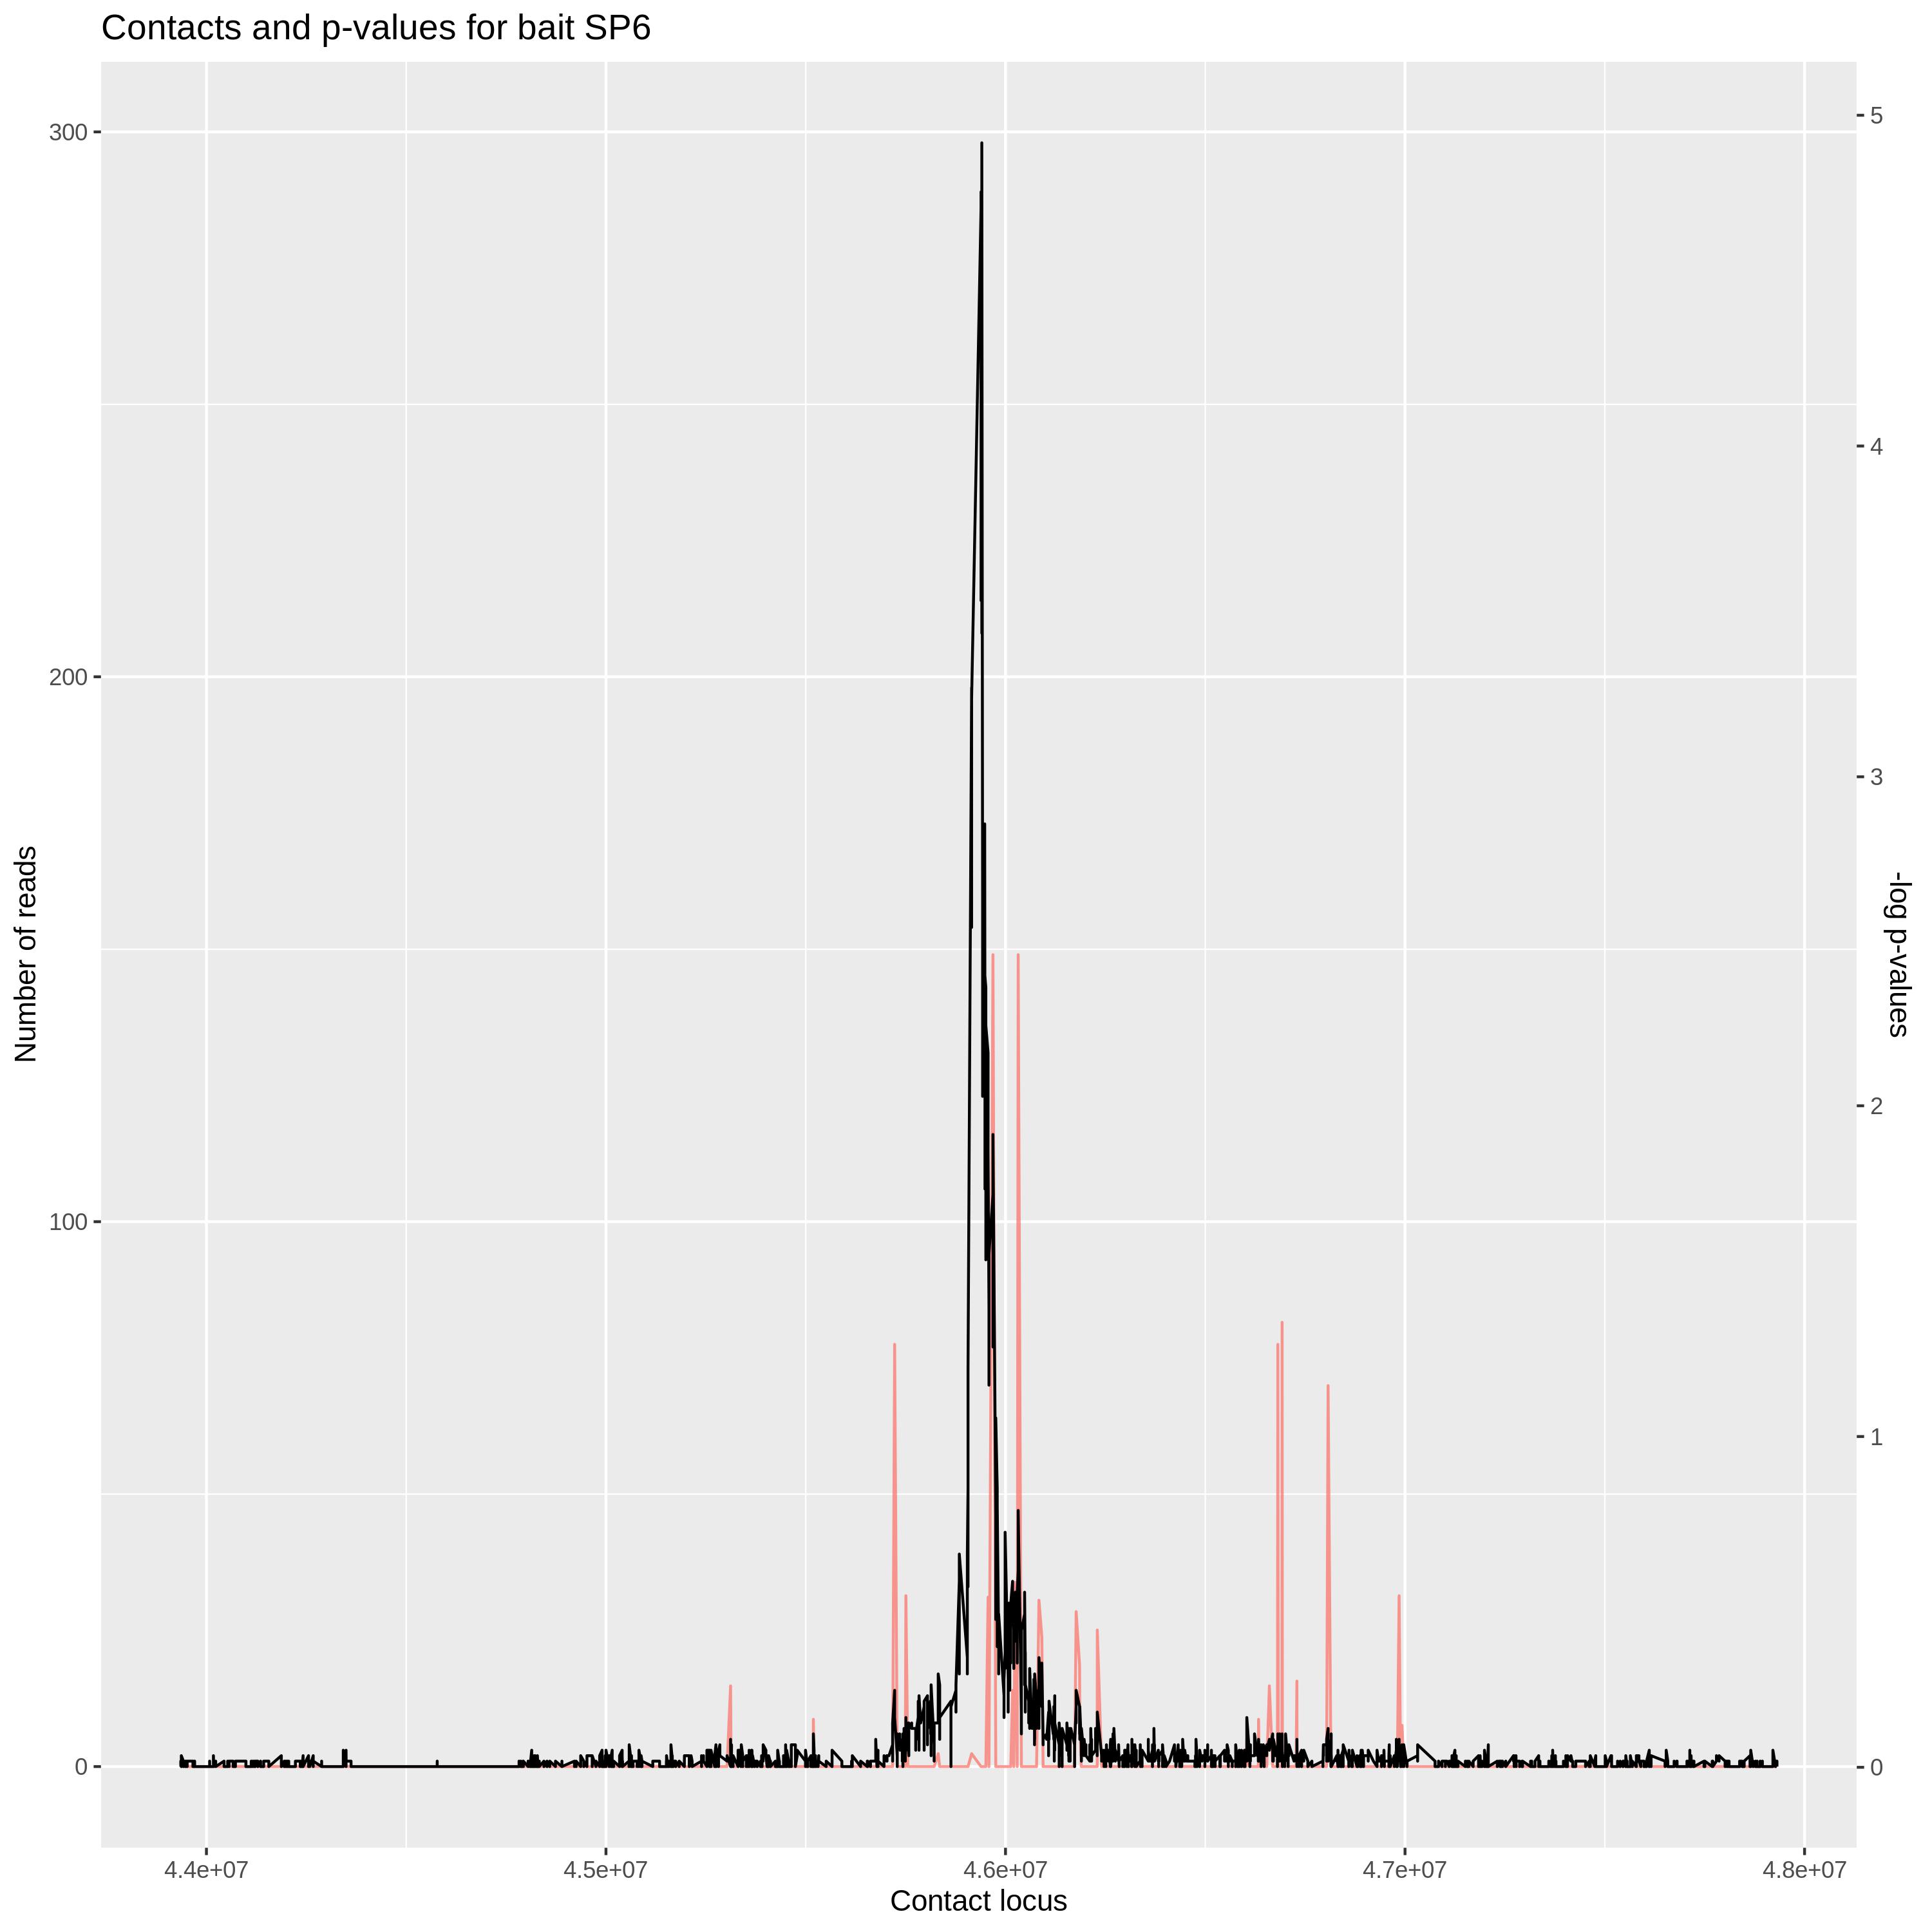 Contacts and p-values for bait SP6
300
200
100
0
Number of reads
5
4
3
2
1
0
-log p-values
4.4e+07
4.5e+07
4.6e+07
4.7e+07
4.8e+07
Contact locus